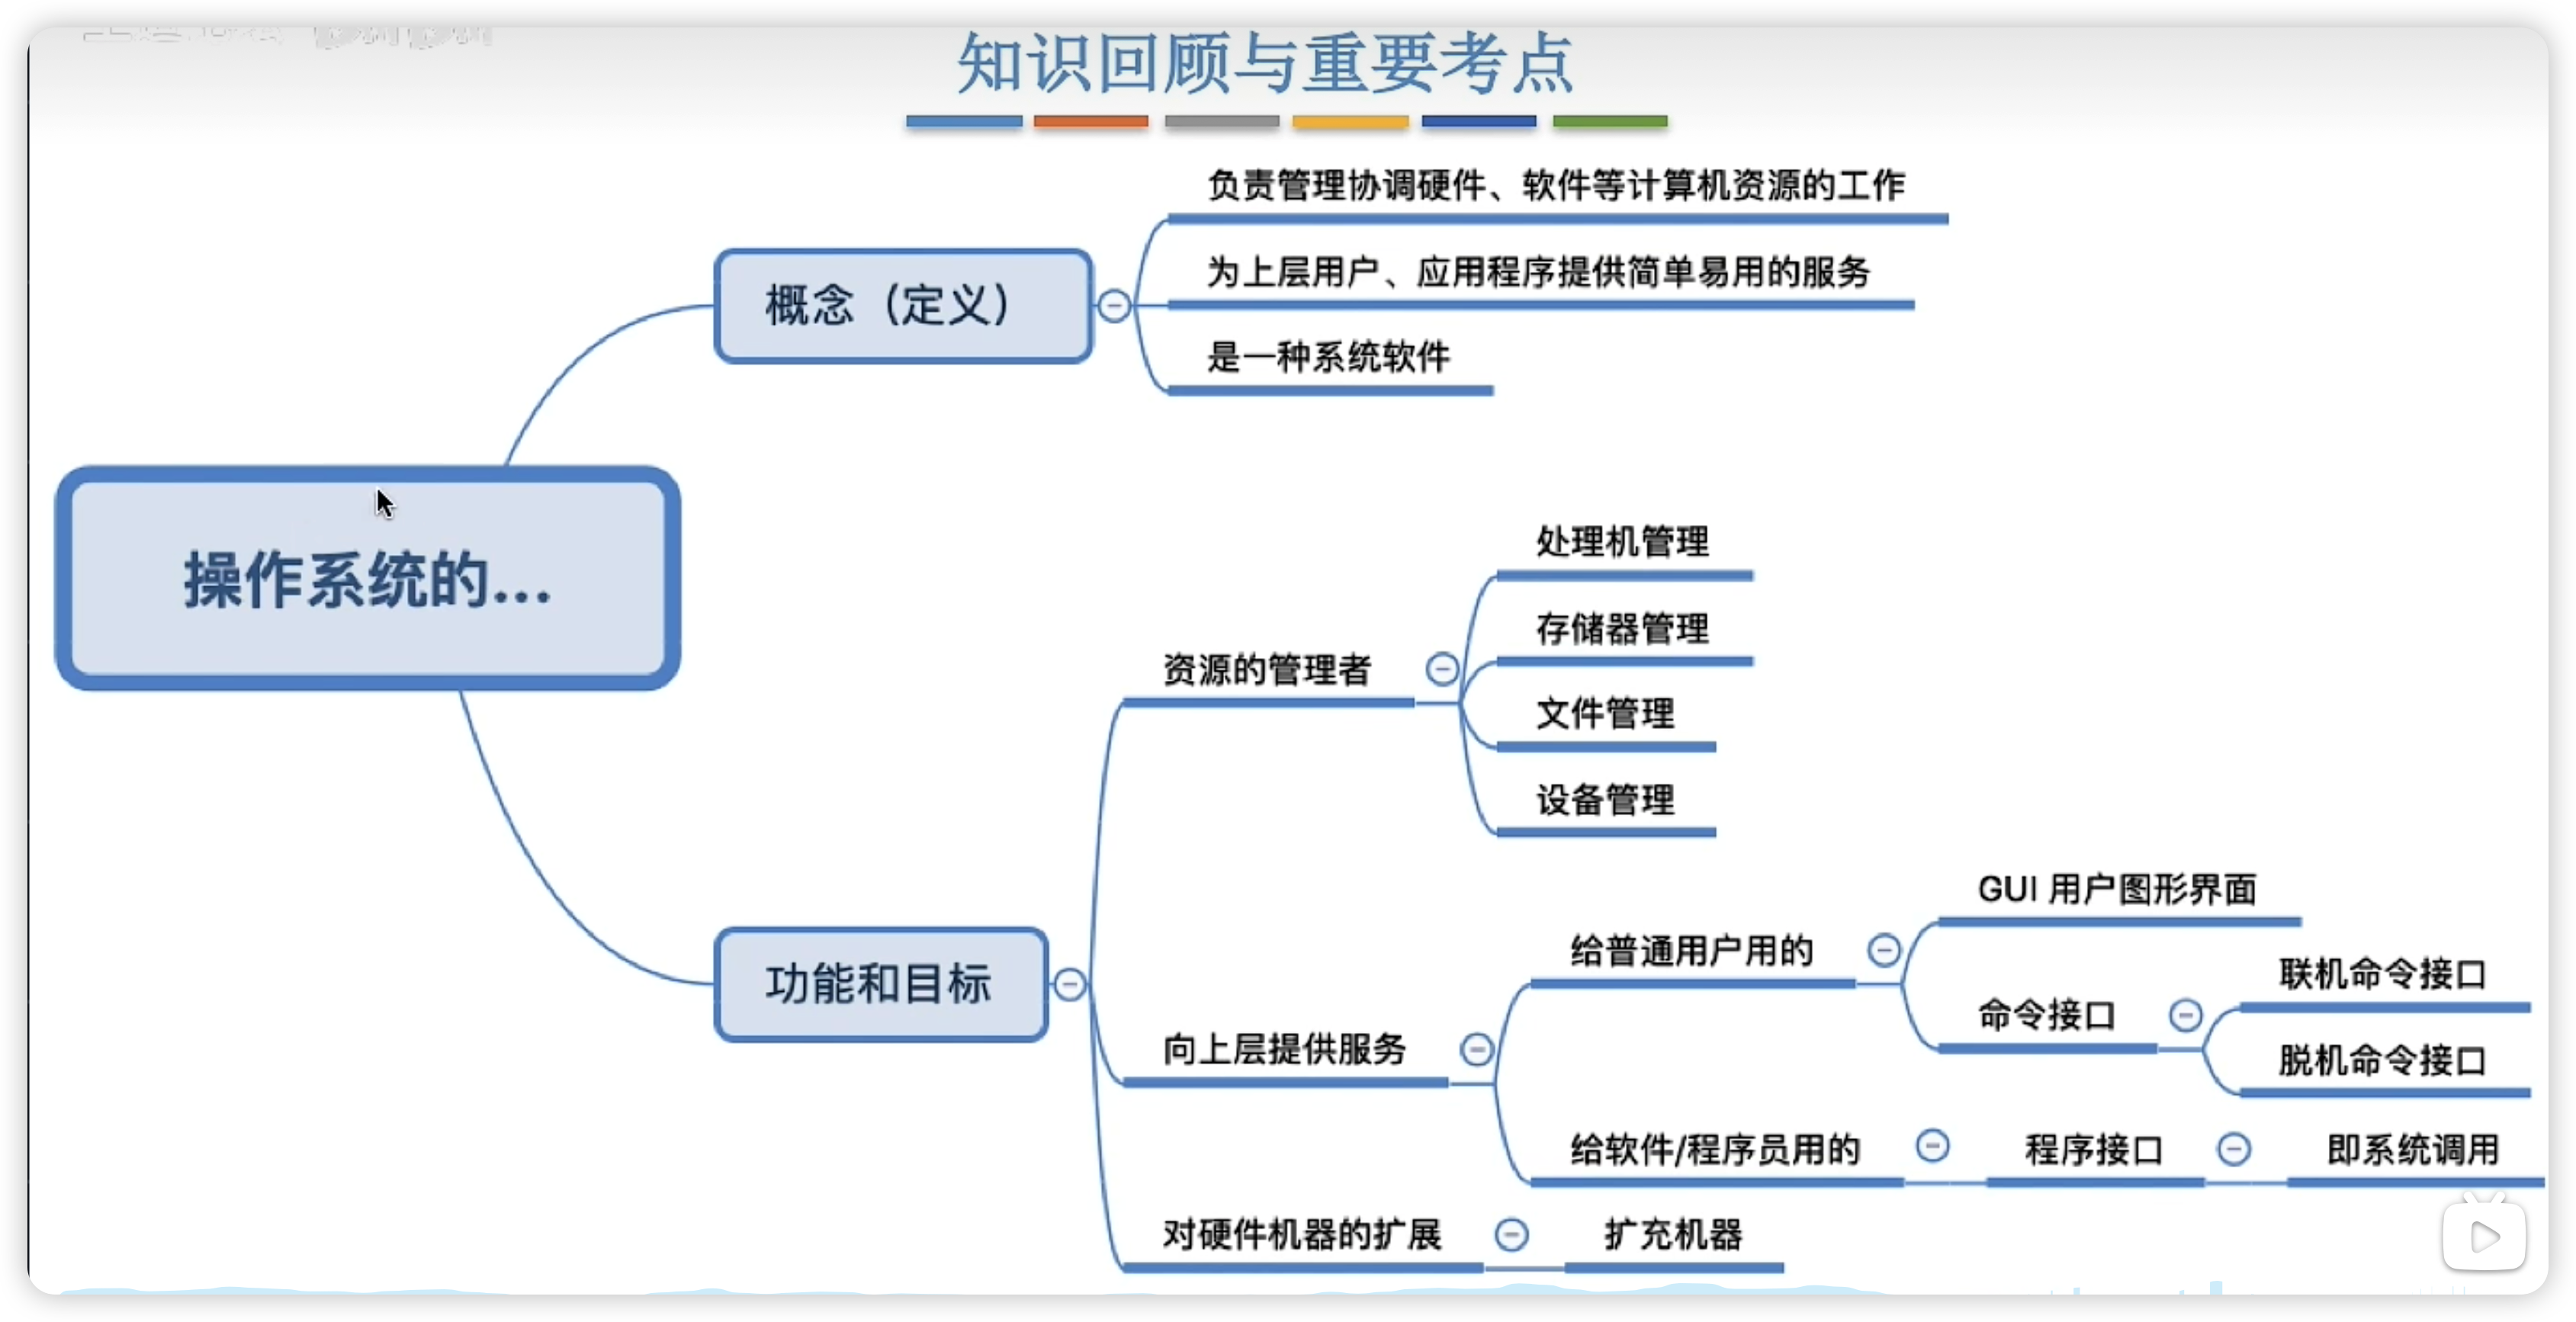 知识回顾与重要考点
负责管理协调硬件、软件等计算机资源的工作
为上层用户、应用程序提供简单易用的服务
概念（定义）
是一种系统软件
操作系统的...
处理机管理
存储器管理
资源的管理者
文件管理
设备管理
GUI 用户图形界面
给普通用户用的
联机命令接口
功能和目标
命令接口
向上层提供服务
脱机命令接口
给软件/程序员用的
程序接口
即系统调用
对硬件机器的扩展
扩充机器